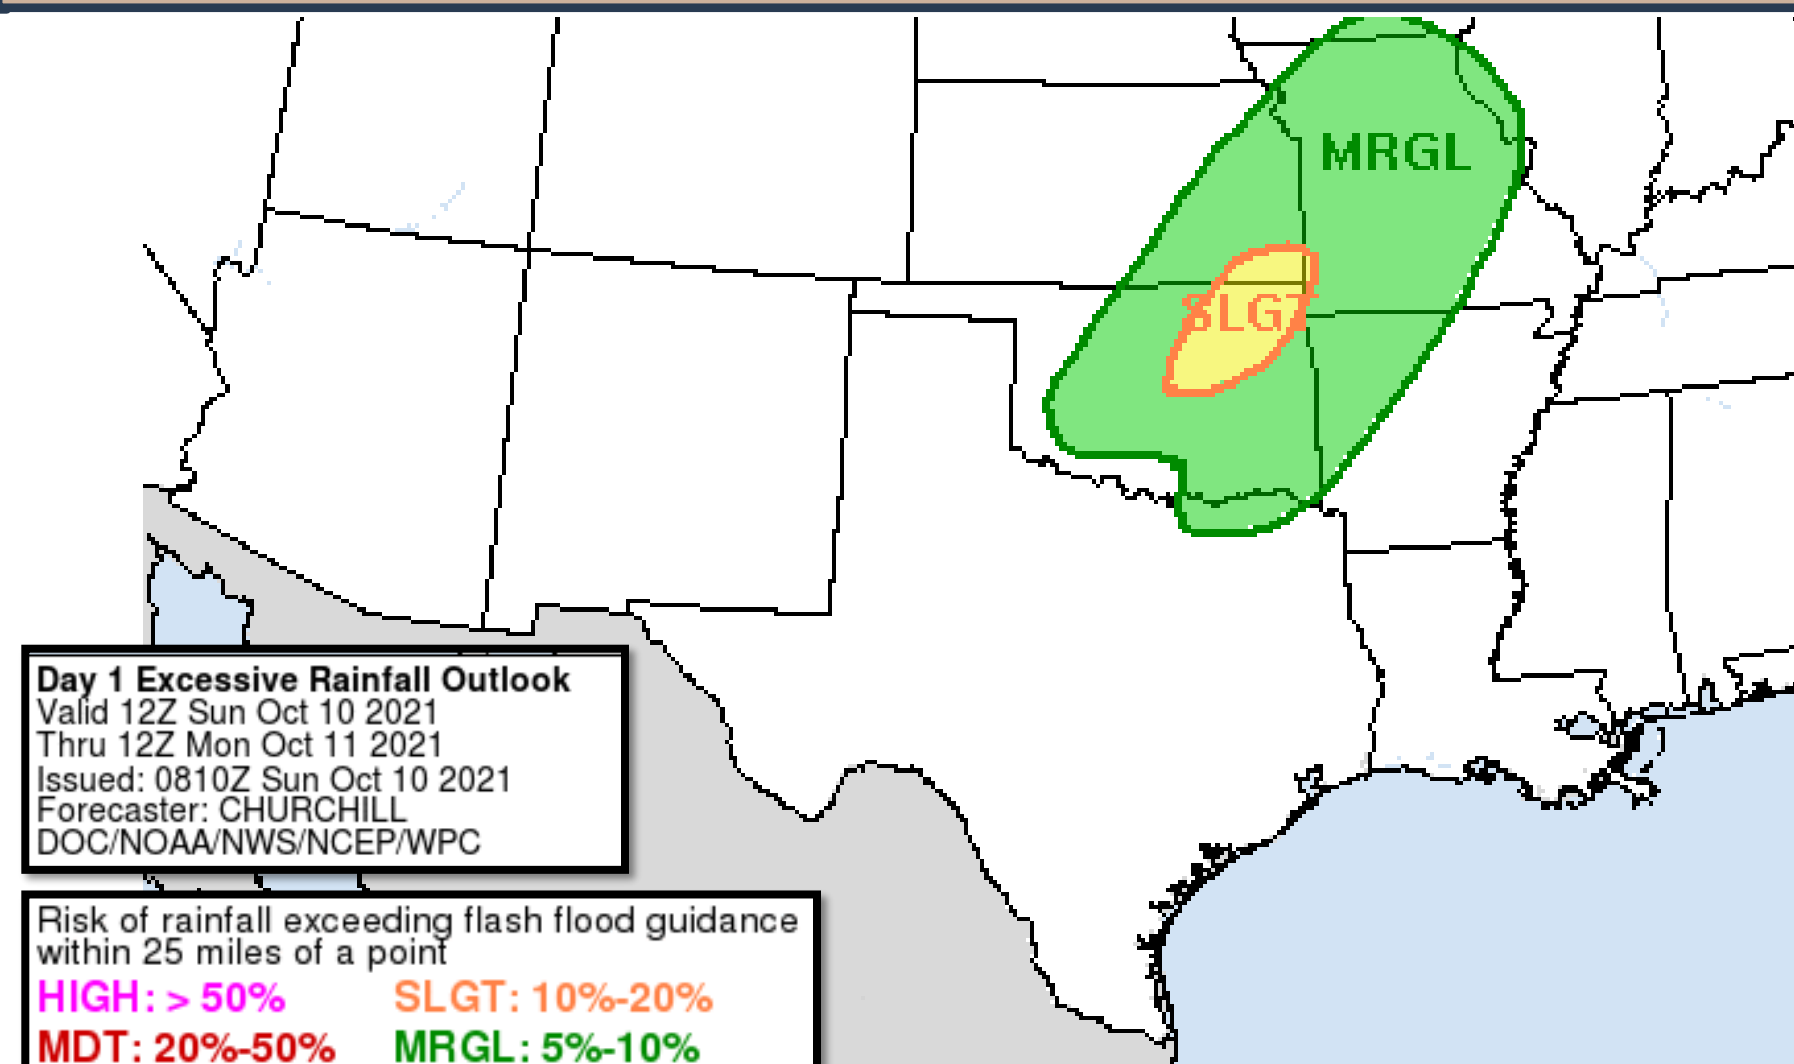 MRGL
SLGT
Day 1 Excessive Rainfall Outlook
Valid 12Z Sun Oct 10 2021
Thru 12Z Mon Oct 11 2021
Issued: 0810Z Sun Oct 10 2021
Forecaster: CHURCHILL
DOC/NOAA/NWS/NCEP/WPC
Risk of rainfall exceeding flash flood guidance
within 25 miles of a point
HIGH: > 50% SLGT: 10%-20%
MDT: 20%-50% MRGL: 5%-10%